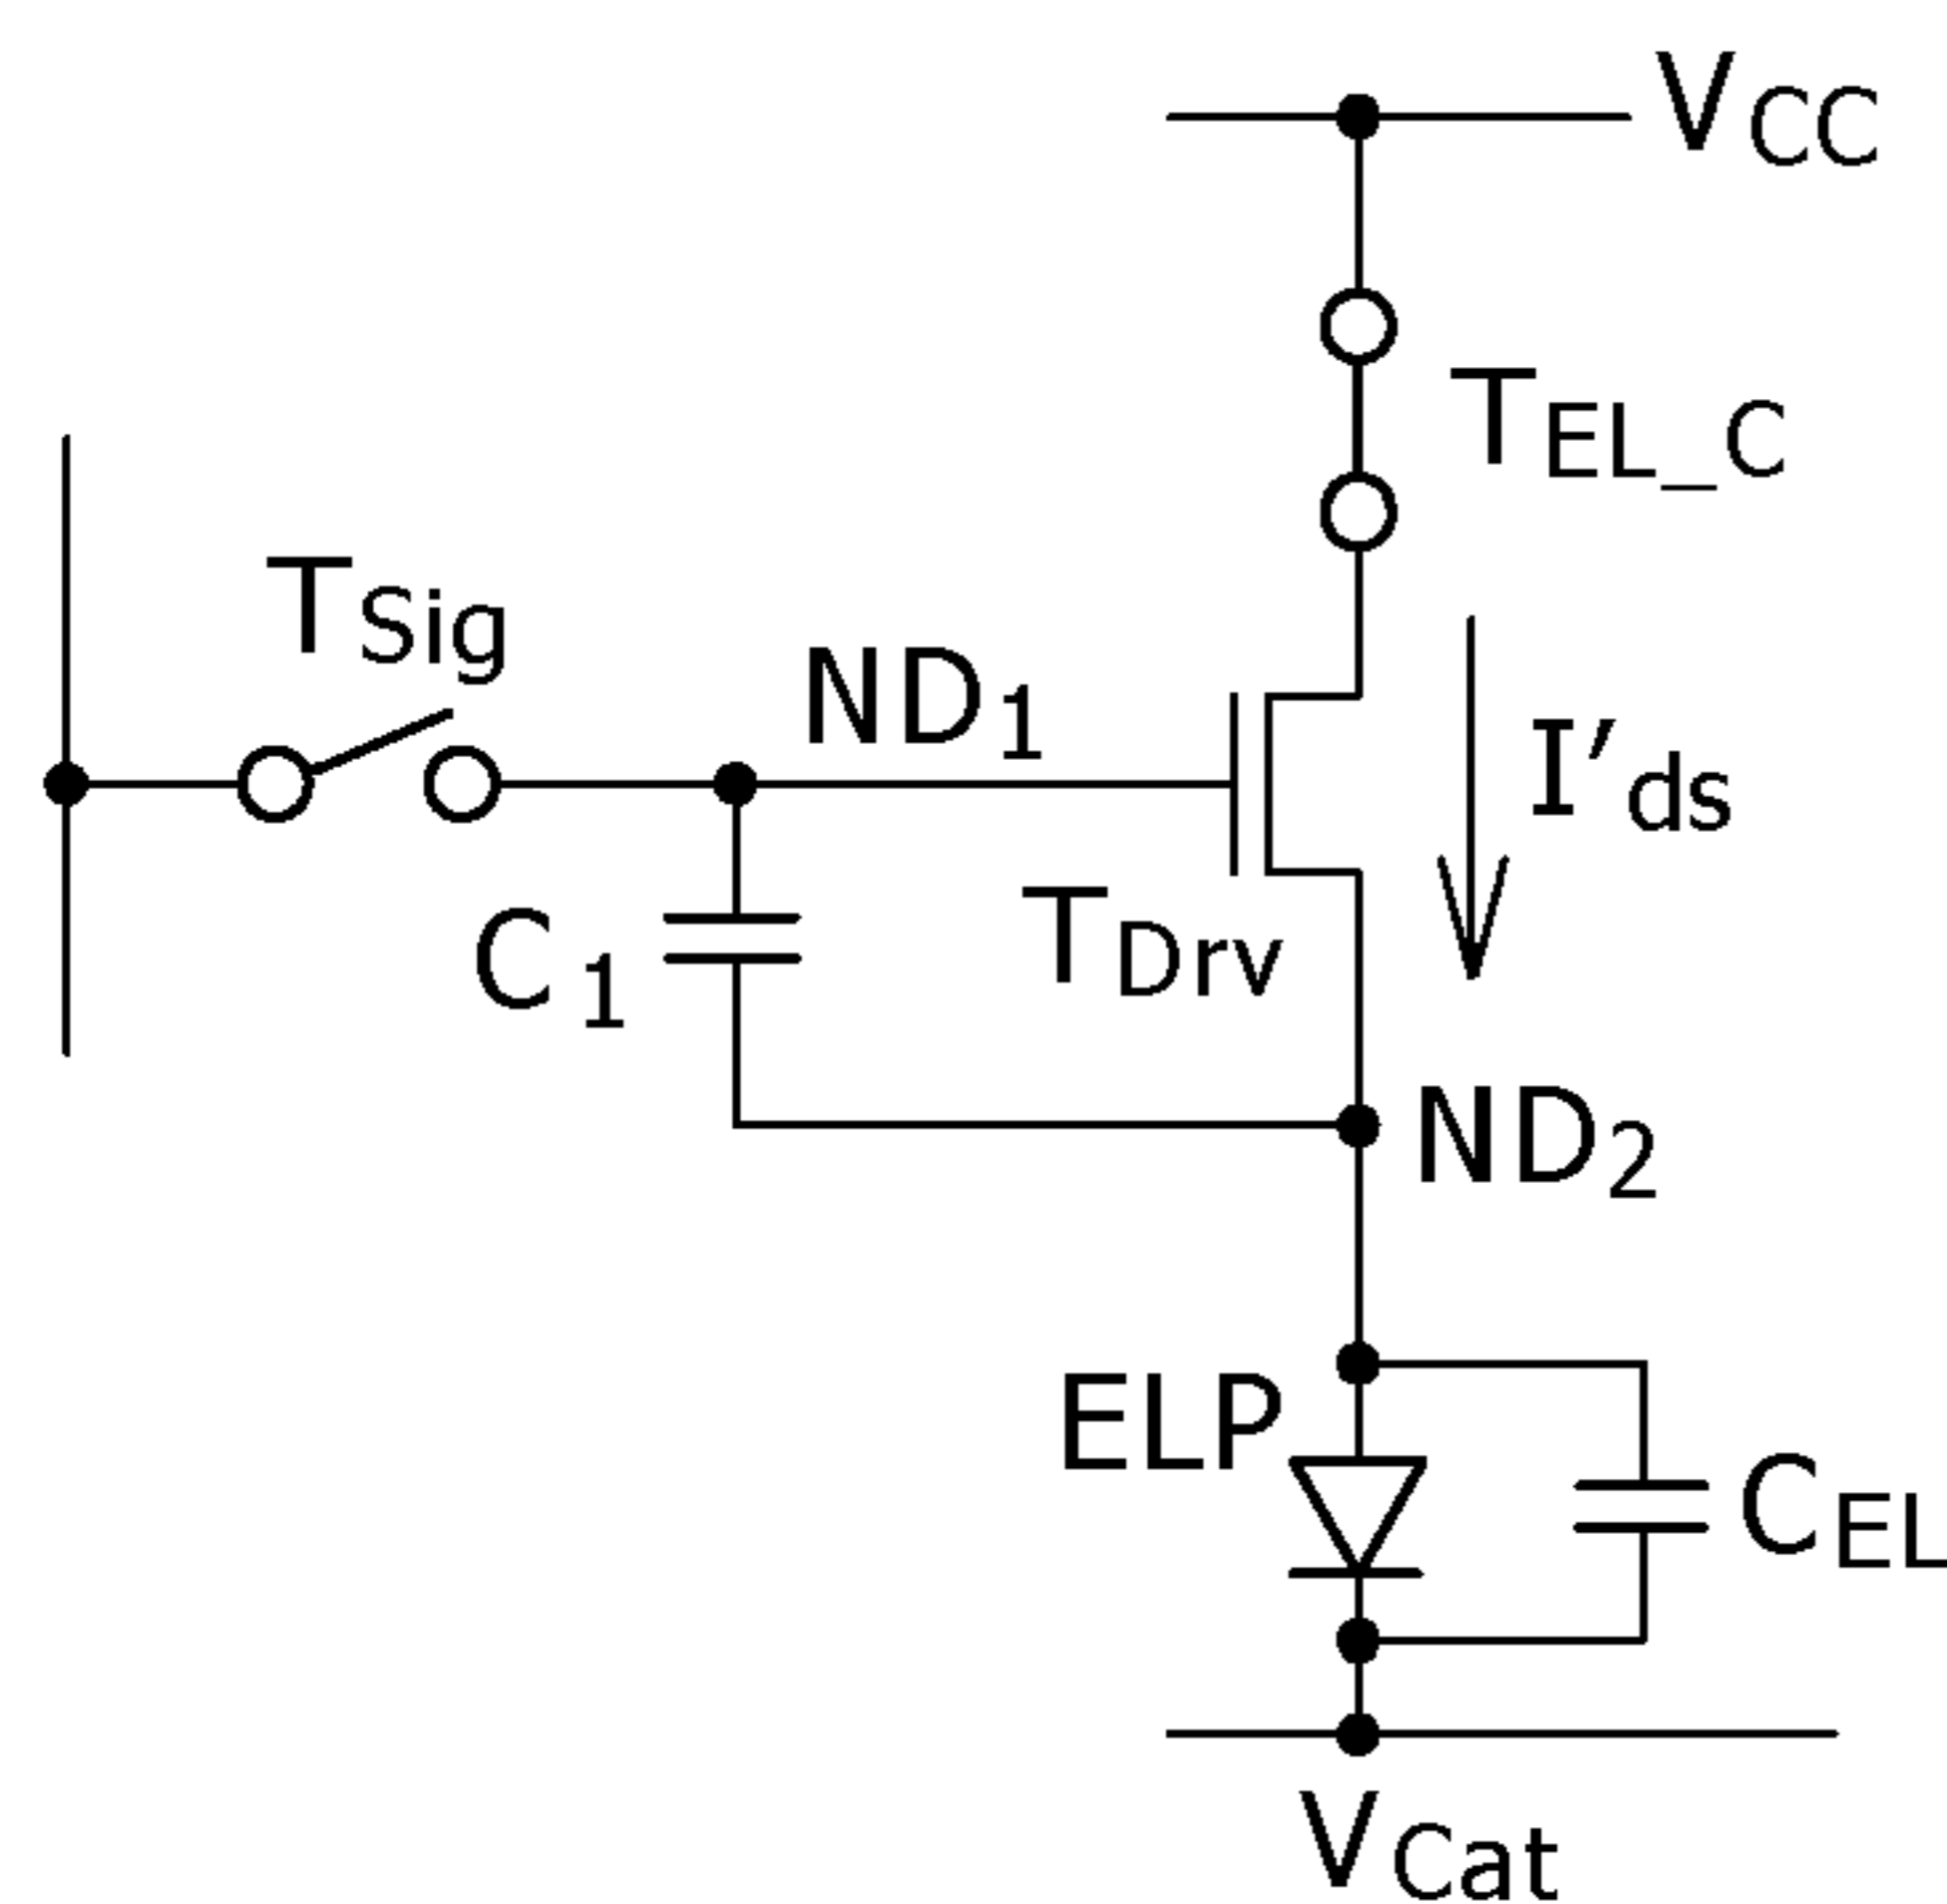 VCC
TEL_C
TSig
ND1
I'ds
C1
TDrv
ND2
ELP
CEL
VCat